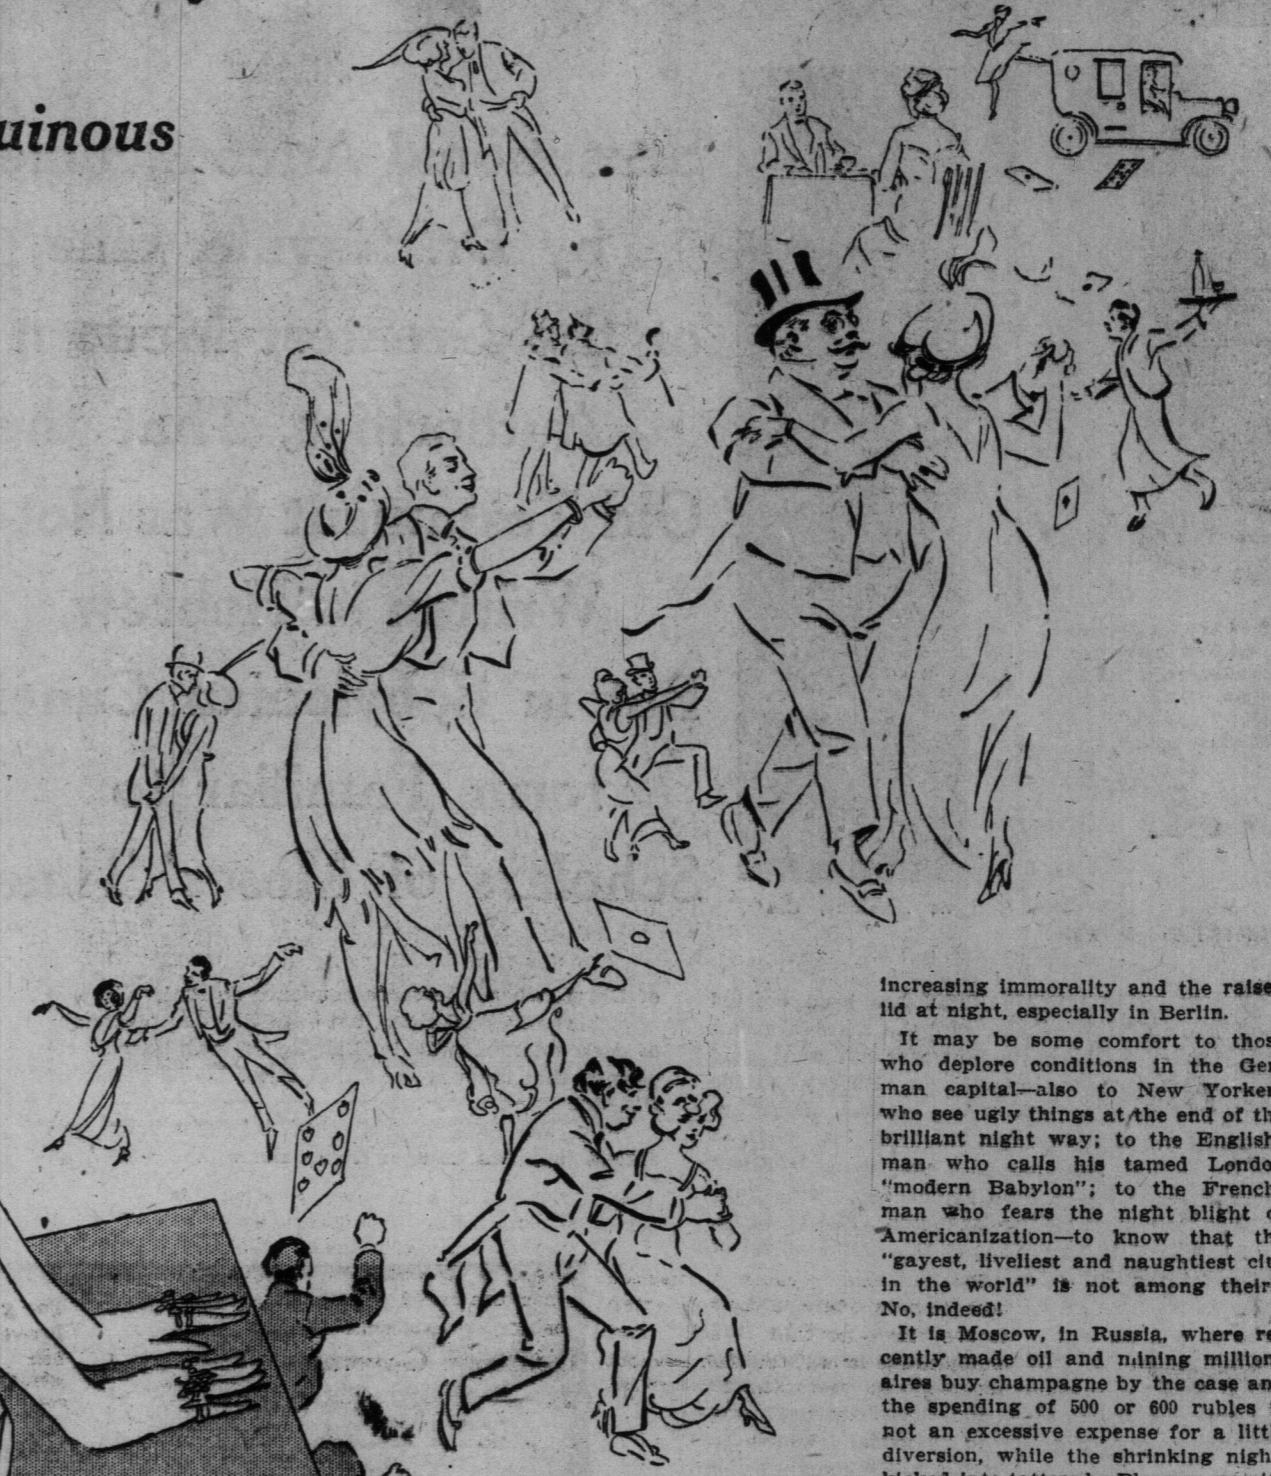 uinous
increasing immorality and the raise
lid at night, especially in Berlin.
It may be some comfort to thos
who deplore conditions in the Ger
man capital—also to New Yorker
who see ugly things at the end of th
brilliant night way; to the English
man who calls his tamed Londo
"modern Babylon"; to the French
man who fears the night blight o
Americanization—to know that th
"gayest, liveliest and naughtiest cit
in the world" is not among their
No, indeed!
It is Moscow, in Russia, where re
cently made oil and mining million
aires buy champagne by the case an
the spending of 500 or 600 rubles
not an excessive expense for a littl
diversion, while the shrinking nigh